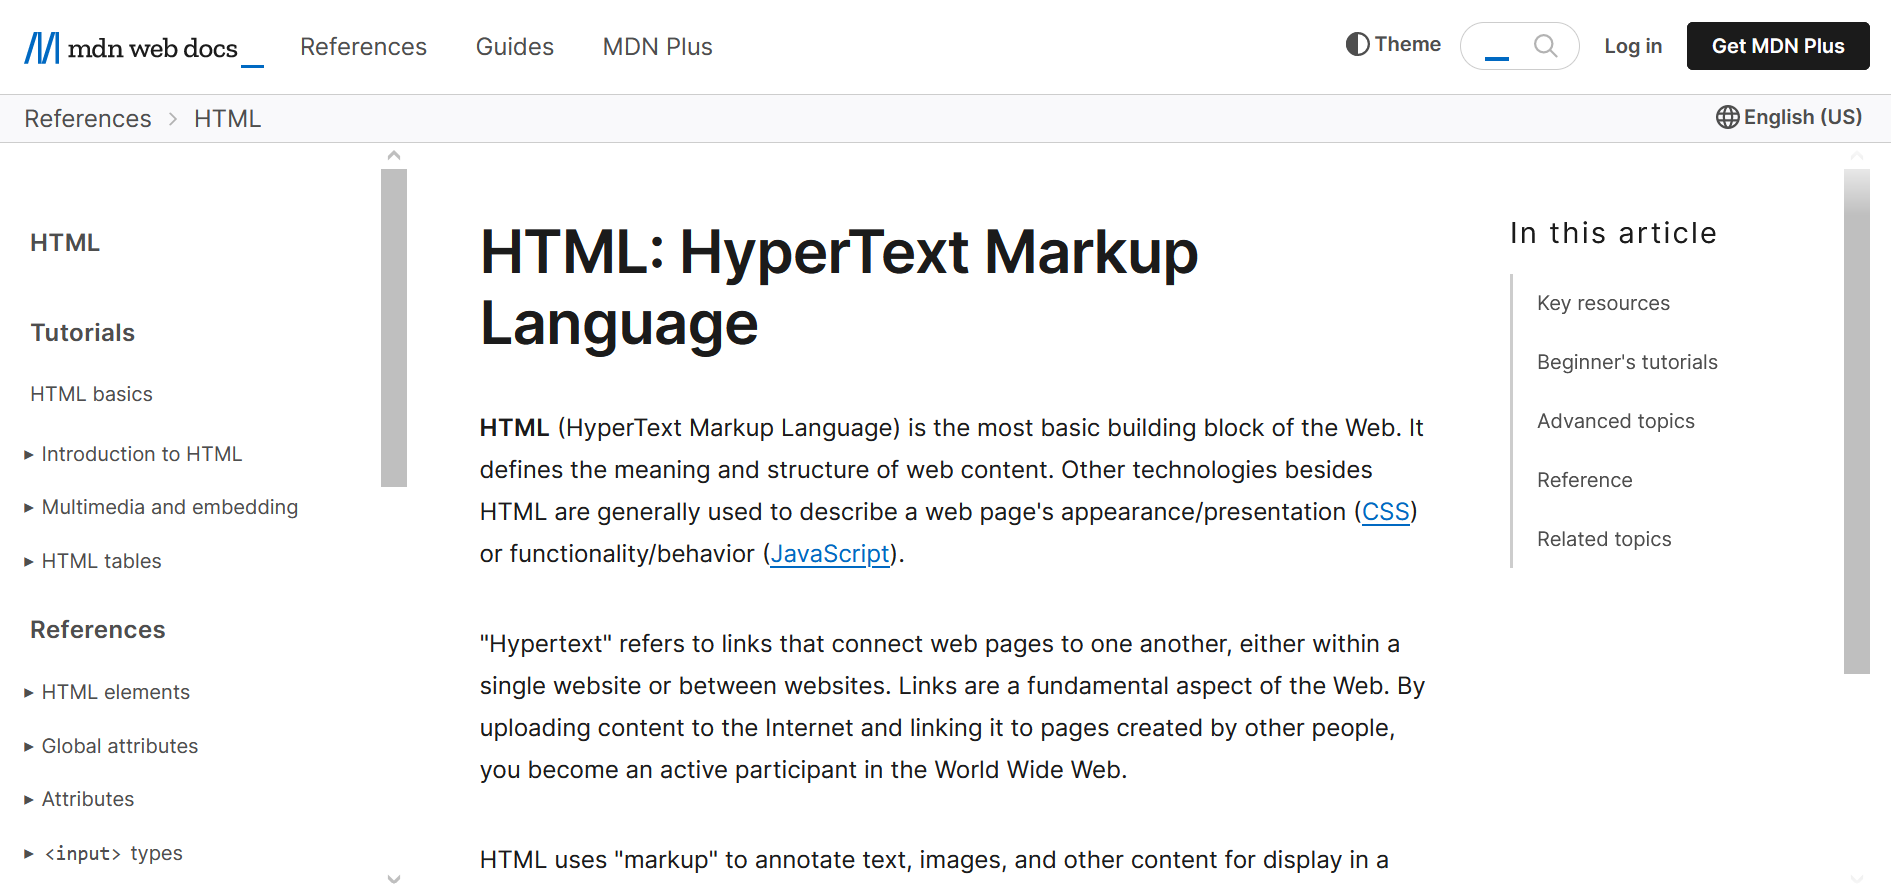 mdn web docs_
References
Guides
MDN Plus
Theme
Log in
Get MDN Plus
References > HTML
English (US)
HTML
Tutorials
HTML basics
Introduction to HTML
Multimedia and embedding
HTML tables
References
HTML elements
Global attributes
Attributes
<input> types
HTML: HyperText Markup
Language
HTML (HyperText Markup Language) is the most basic building block of the Web. It
defines the meaning and structure of web content. Other technologies besides
HTML are generally used to describe a web page's appearance/presentation (CSS)
or functionality/behavior (JavaScript).
"Hypertext" refers to links that connect web pages to one another, either within a
single website or between websites. Links are a fundamental aspect of the Web. By
uploading content to the Internet and linking it to pages created by other people,
you become an active participant in the World Wide Web.
HTML uses "markup" to annotate text, images, and other content for display in a
In this article
Key resources
Beginner's tutorials
Advanced topics
Reference
Related topics